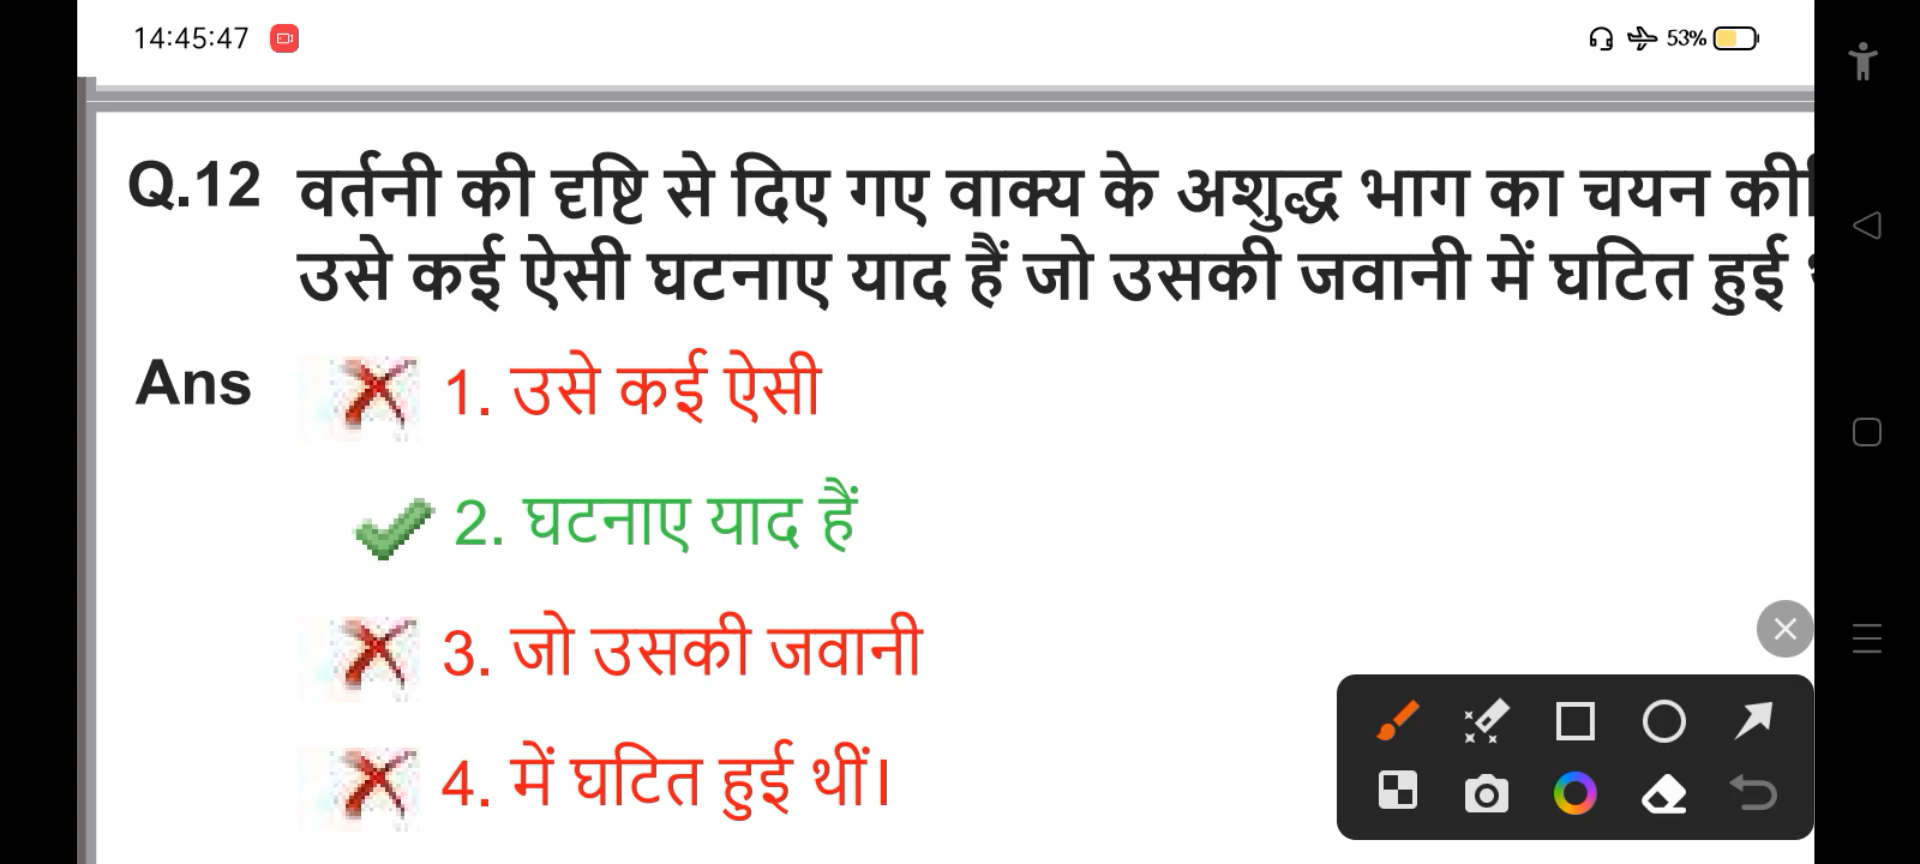 14:45:47 53%
Q.12 वर्तनी की दृष्टि से दिए गए वाक्य के अशुद्ध भाग का चयन
उसे कई ऐसी घटनाए याद हैं जो उसकी जवानी में घटित हुई
Ans 1. उसे कई ऐसी
2. घटनाए याद हैं
3. जो उसकी जवानी
4. में घटित हुई थीं।